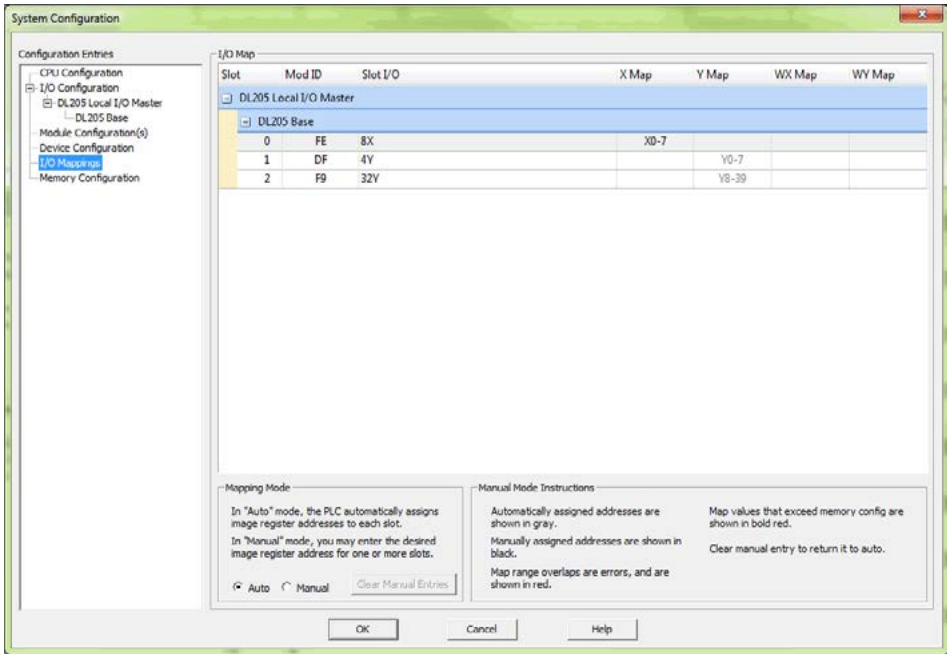 System Configuration
Configuration Entries
CPU Configuration
I/O Configuration
DL205 Local I/O Master
DL205 Base
Module Configuration(s)
Device Configuration
I/O Mappings
Memory Configuration
I/O Map
Slot Mod ID Slot I/O X Map Y Map WX Map WY Map
DL205 Local I/O Master
DL205 Base
0 FE 8X X0-7
1 DF 4Y Y0-7
2 F9 32Y Y8-39
Mapping Mode
In "Auto" mode, the PLC automatically assigns
image register addresses to each slot.
In "Manual" mode, you may enter the desired
image register address for one or more slots.
Auto Manual Clear Manual Entries
Manual Mode Instructions
Automatically assigned addresses are
shown in gray.
Manually assigned addresses are shown in
black.
Map range overlaps are errors, and are
shown in red.
Map values that exceed memory config are
shown in bold red.
Clear manual entry to return it to auto.
OK Cancel Help